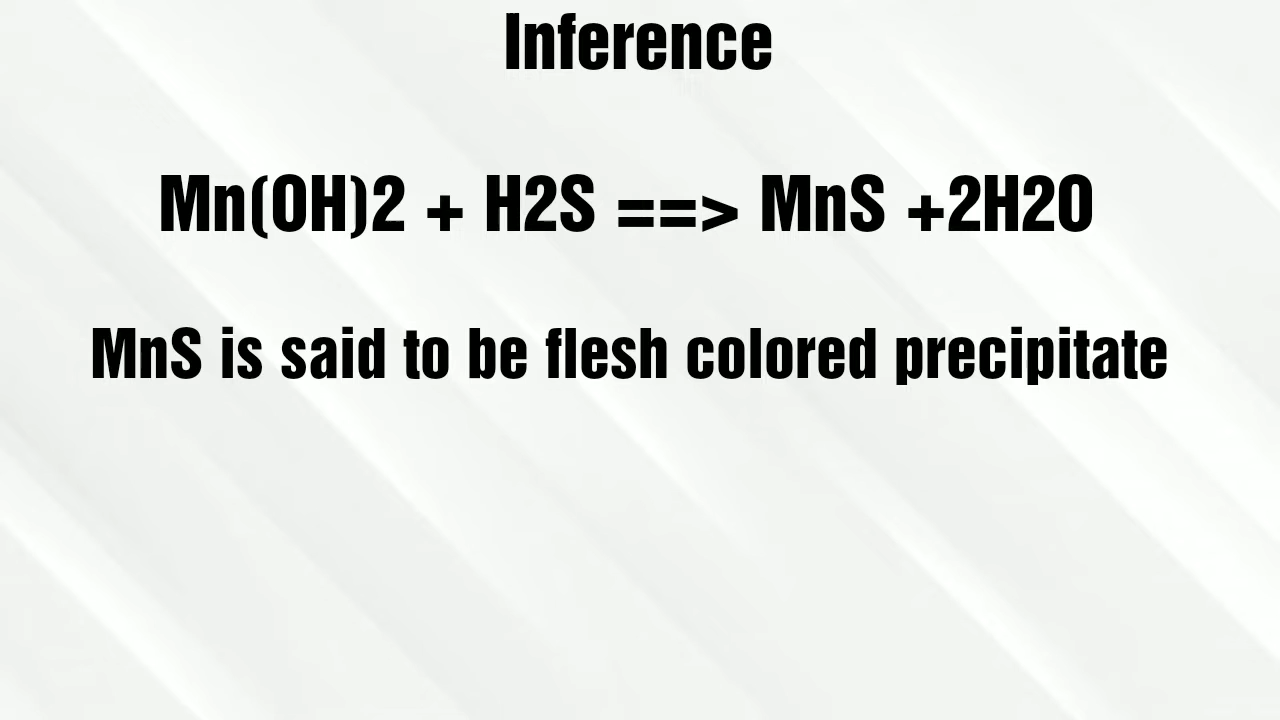 Inference
Mn(OH)2 + H2S ==> MnS +2H2O
MnS is said to be flesh colored precipitate